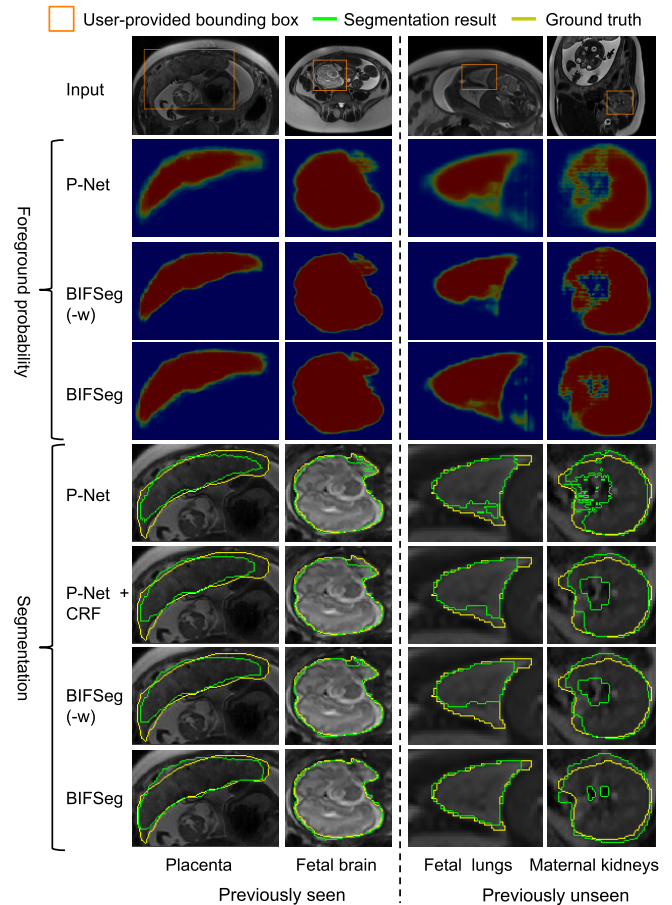 User-provided bounding box Segmentation result Ground truth
Input
Foreground probability
P-Net
BIFSeg
(-w)
BIFSeg
Segmentation
P-Net
P-Net +
CRF
BIFSeg
(-w)
BIFSeg
Placenta Fetal brain Fetal lungs Maternal kidneys
Previously seen Previously unseen